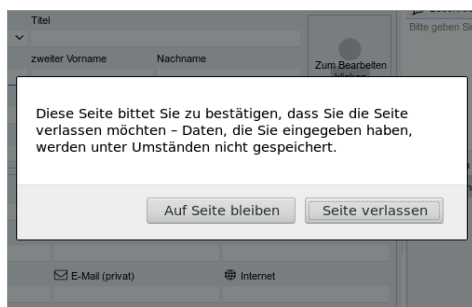 Titel
Bitte geben Si
zweiter Vorname Nachname
Zum Bearbeiten
klicken
Diese Seite bittet Sie zu bestätigen, dass Sie die Seite
verlassen möchten – Daten, die Sie eingegeben haben,
werden unter Umständen nicht gespeichert.
Auf Seite bleiben Seite verlassen
E-Mail (privat) Internet